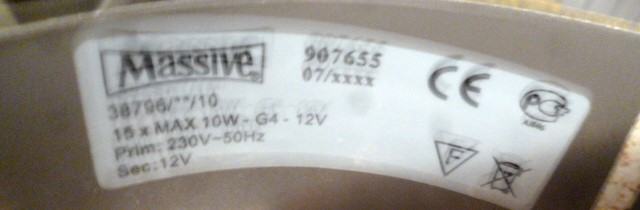 Massive®
907655
07/xxxx
38796/**/10
15 x MAX 10W - G4 - 12V
Prim: 230V~50Hz
Sec: 12V
CE
F